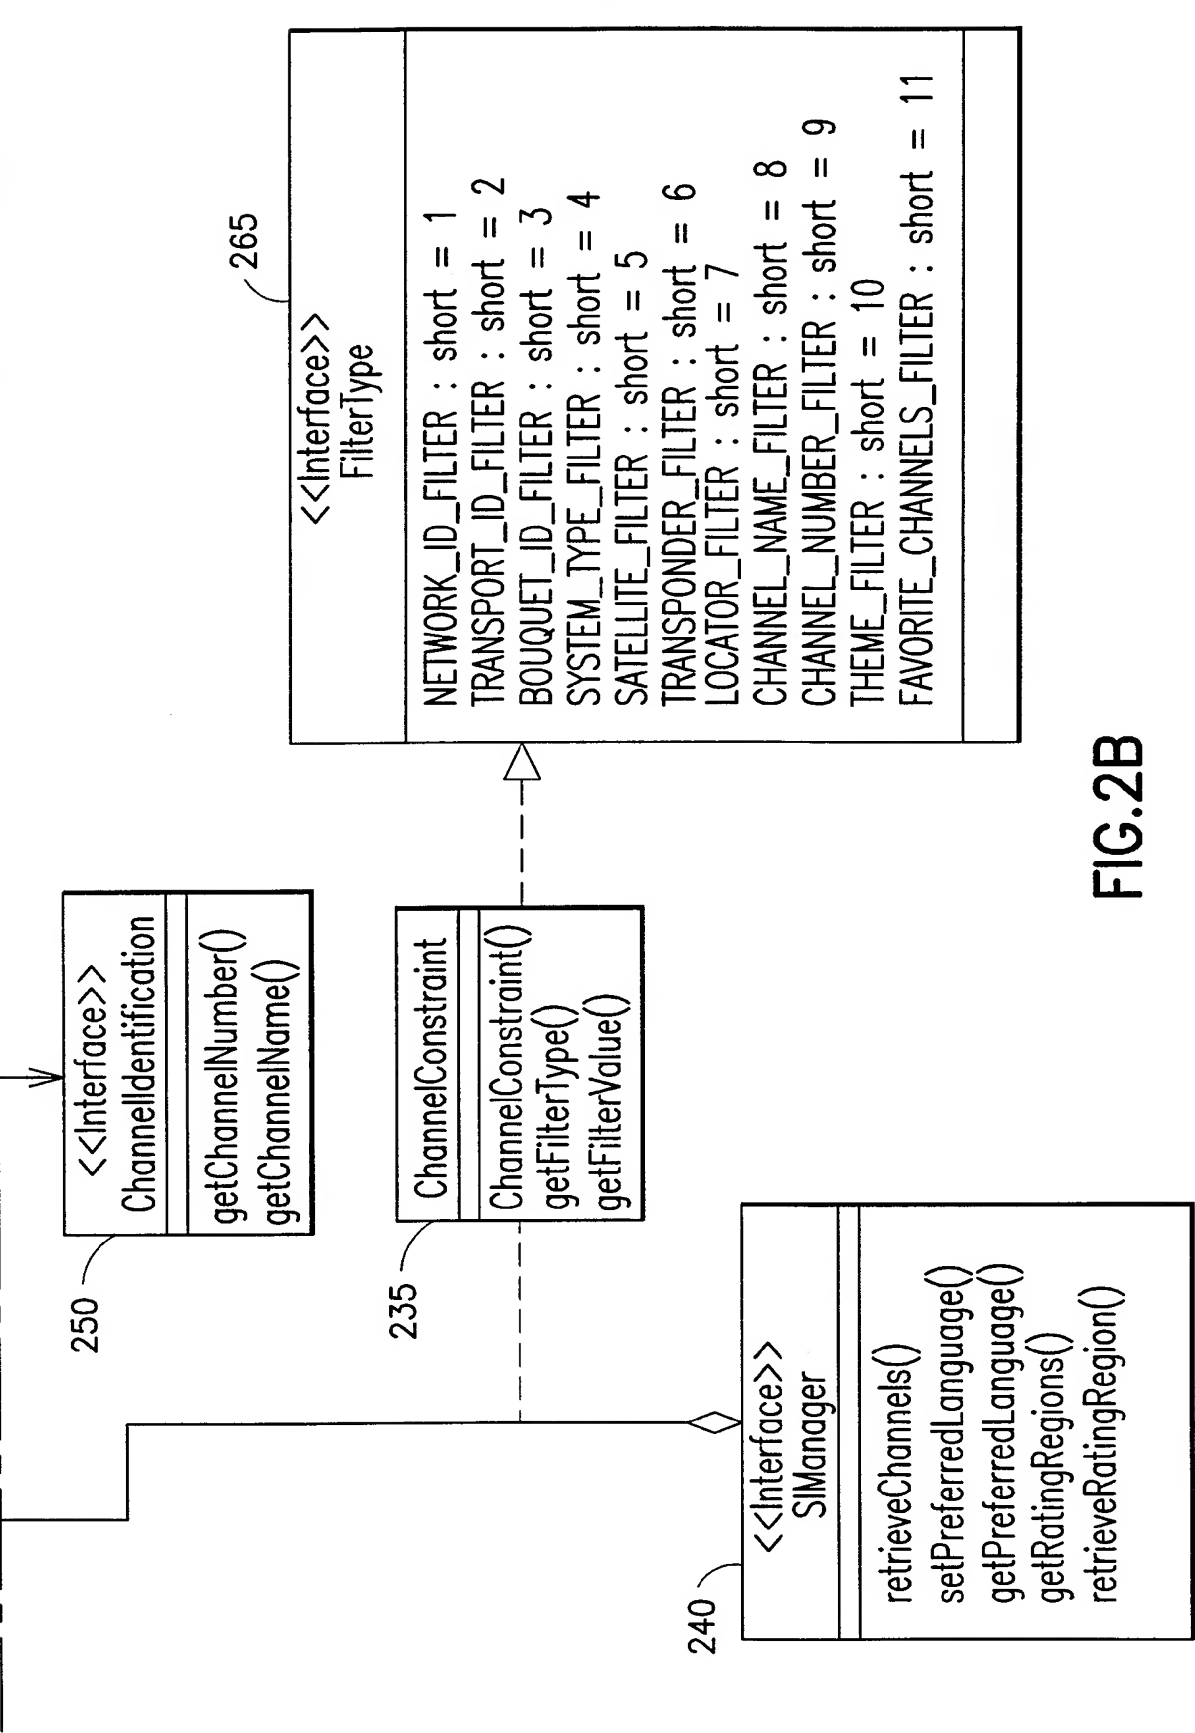 250
<<Interface>>
ChannelIdentification
getChannelNumber()
getChannelName()
235
ChannelConstraint
ChannelConstraint()
getFilterType()
getFilterValue()
240
<<Interface>>
SIManager
retrieveChannels()
setPreferredLanguage()
getPreferredLanguage()
getRatingRegions()
retrieveRatingRegion()
265
<<Interface>>
FilterType
NETWORK_ID_FILTER : short = 1
TRANSPORT_ID_FILTER : short = 2
BOUQUET_ID_FILTER : short = 3
SYSTEM_TYPE_FILTER : short = 4
SATELLITE_FILTER : short = 5
TRANSPONDER_FILTER : short = 6
LOCATOR_FILTER : short = 7
CHANNEL_NAME_FILTER : short = 8
CHANNEL_NUMBER_FILTER : short = 9
THEME_FILTER : short = 10
FAVORITE_CHANNELS_FILTER : short = 11
FIG.2B